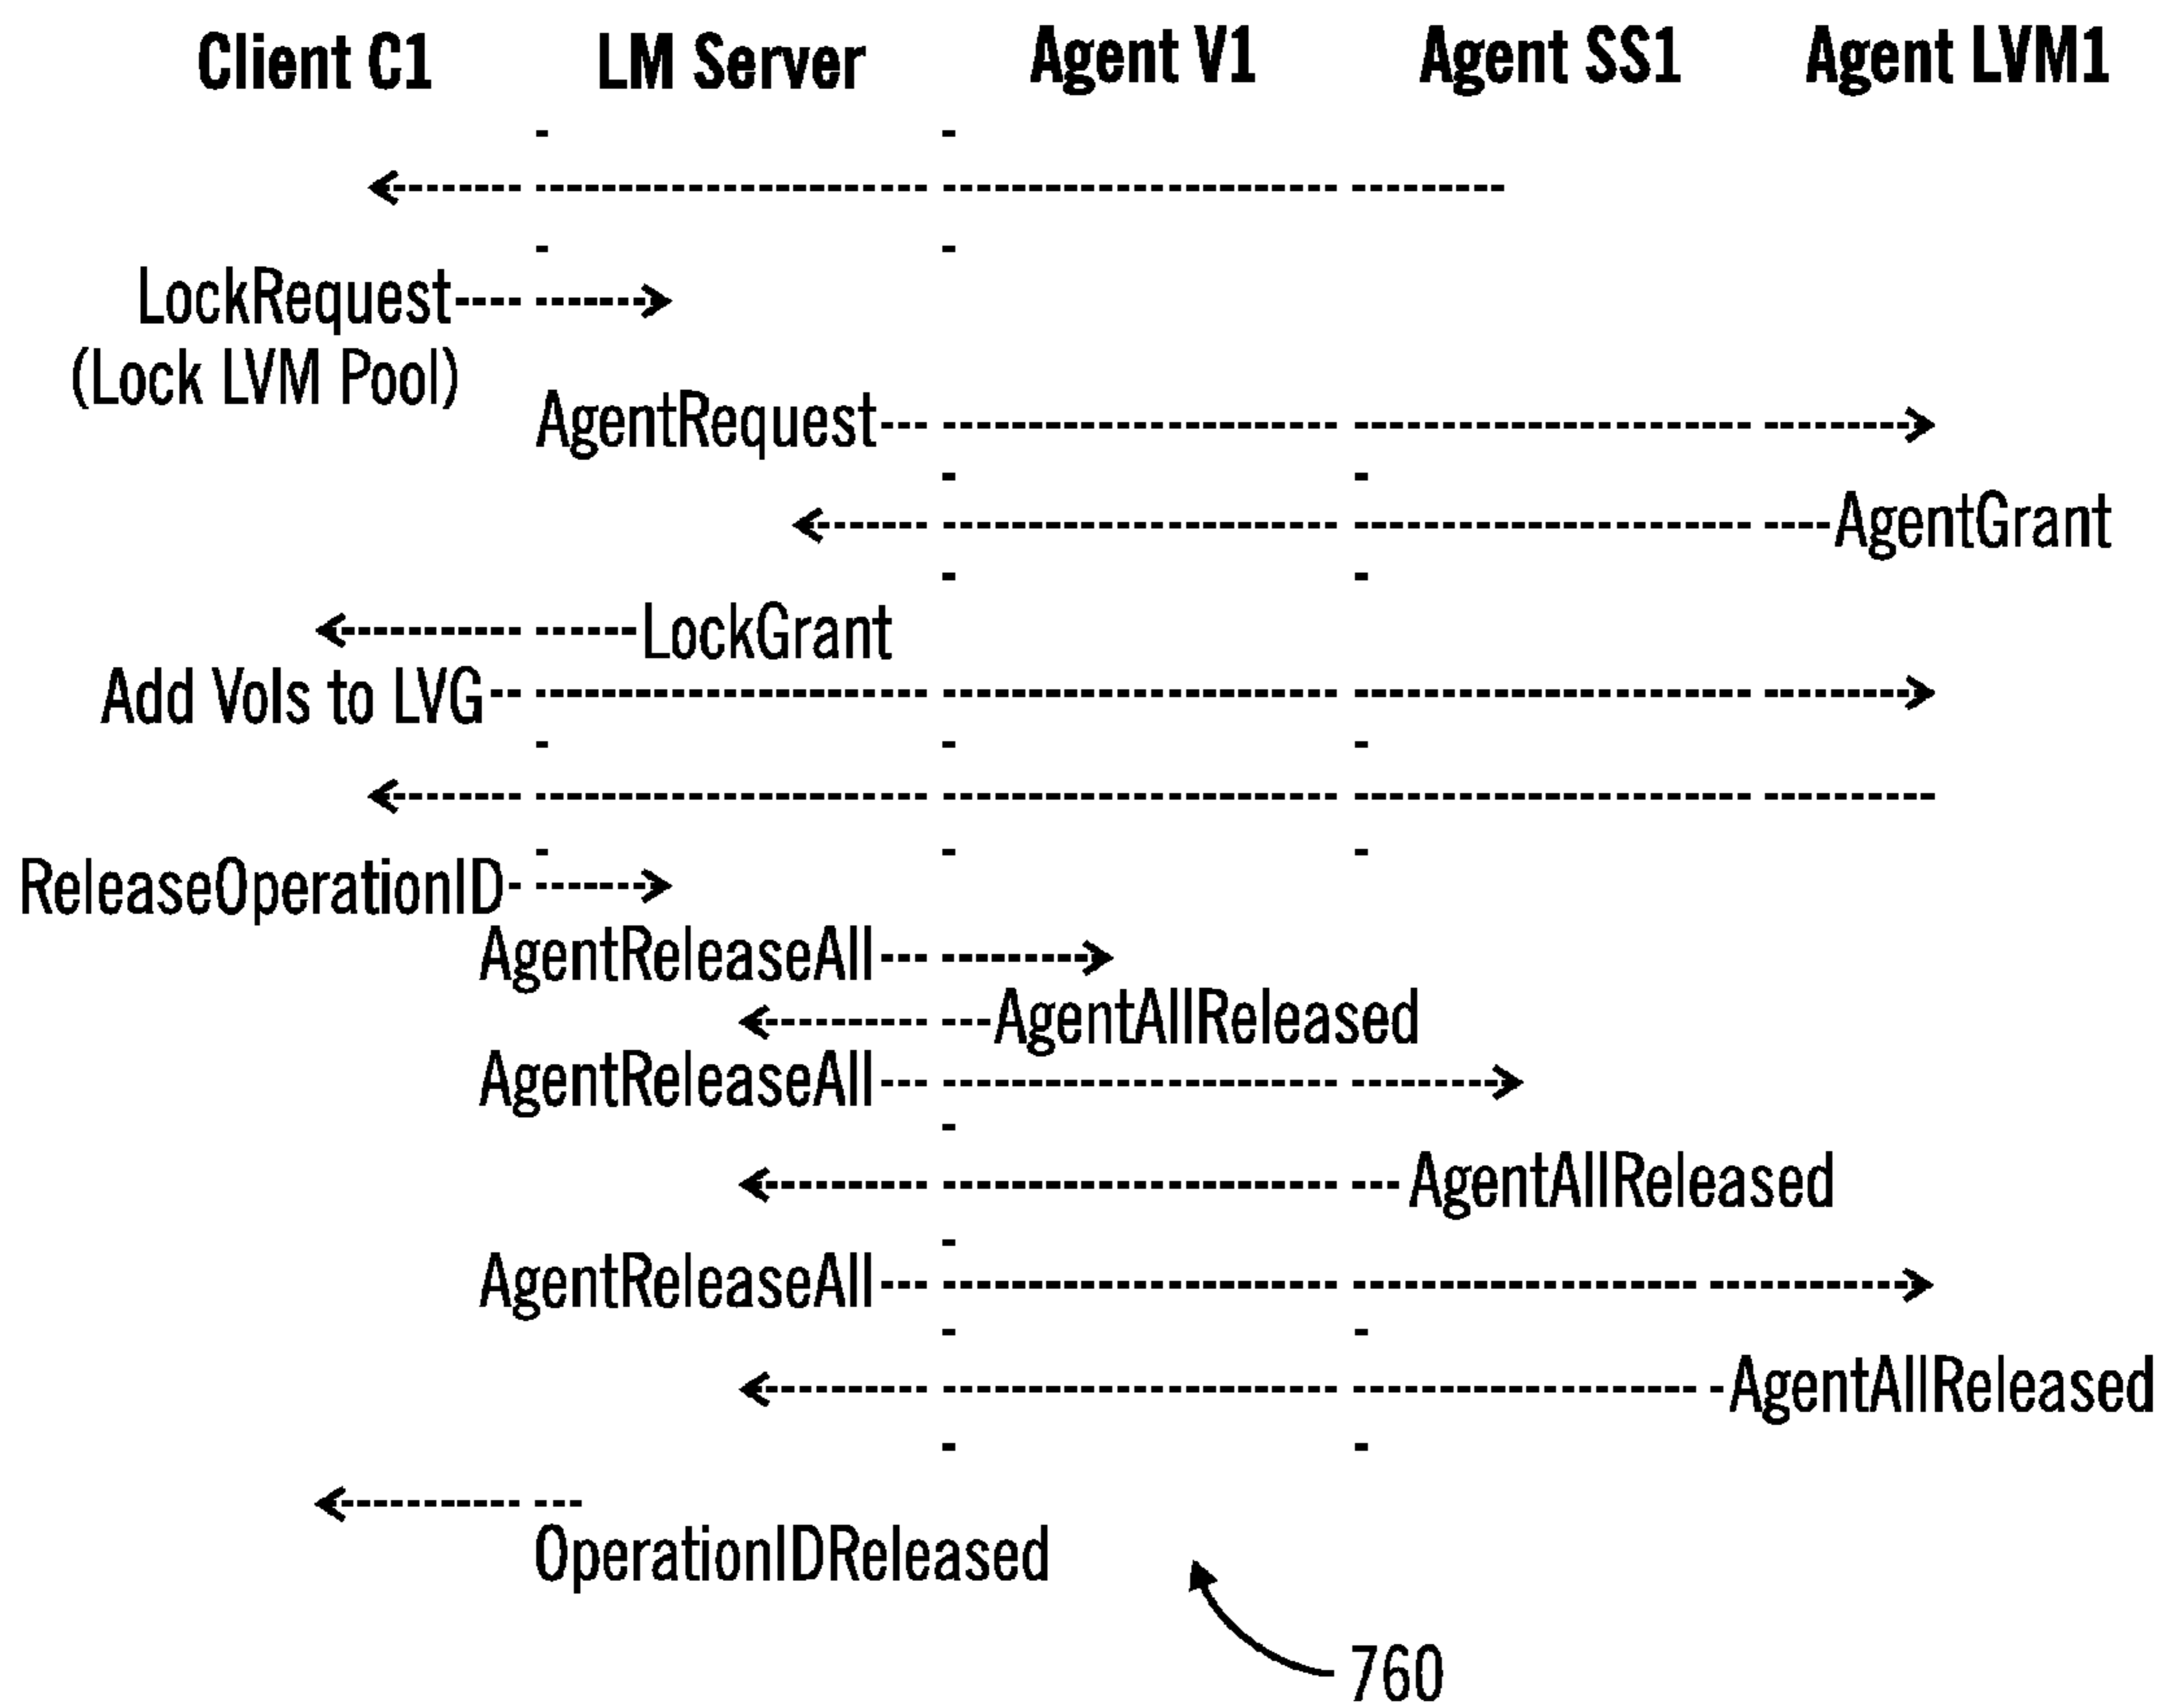 Client C1 LM Server Agent V1 Agent SS1 Agent LVM1
LockRequest
(Lock LVM Pool)
AgentRequest
AgentGrant
LockGrant
Add Vols to LVG
ReleaseOperationID
AgentReleaseAll
AgentAllReleased
AgentReleaseAll
AgentAllReleased
AgentReleaseAll
AgentAllReleased
OperationIDReleased
760